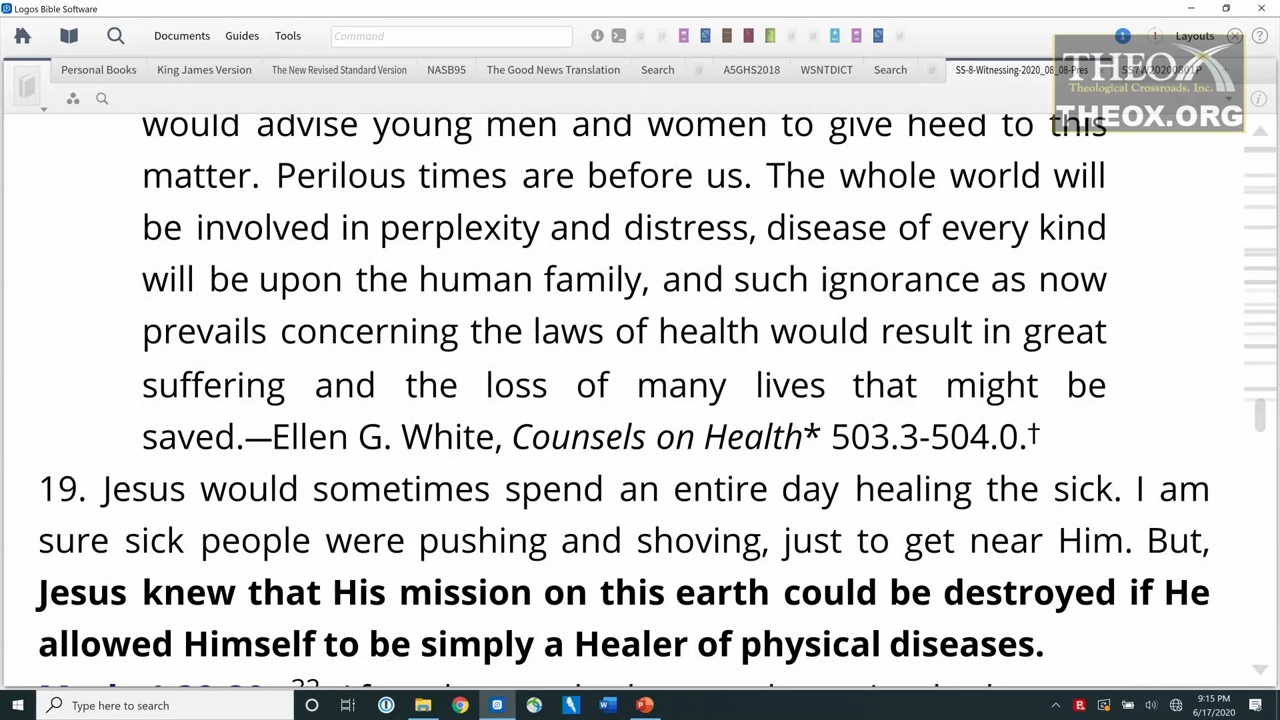 Logos Bible Software
Documents Guides Tools Command Layouts
Personal Books King James Version The New Revised Stan The Good News Translation Search A5GHS2018 WSNTDICT Search SS-8-Witnessing-2020_08_08-Pres
THEOX
Theological Crossroads, Inc.
THEOX.ORG
would advise young men and women to give heed to this
matter. Perilous times are before us. The whole world will
be involved in perplexity and distress, disease of every kind
will be upon the human family, and such ignorance as now
prevails concerning the laws of health would result in great
suffering and the loss of many lives that might be
saved.—Ellen G. White, Counsels on Health* 503.3-504.0.†
19. Jesus would sometimes spend an entire day healing the sick. I am
sure sick people were pushing and shoving, just to get near Him. But,
Jesus knew that His mission on this earth could be destroyed if He
allowed Himself to be simply a Healer of physical diseases.
Type here to search
9:15 PM
6/17/2020